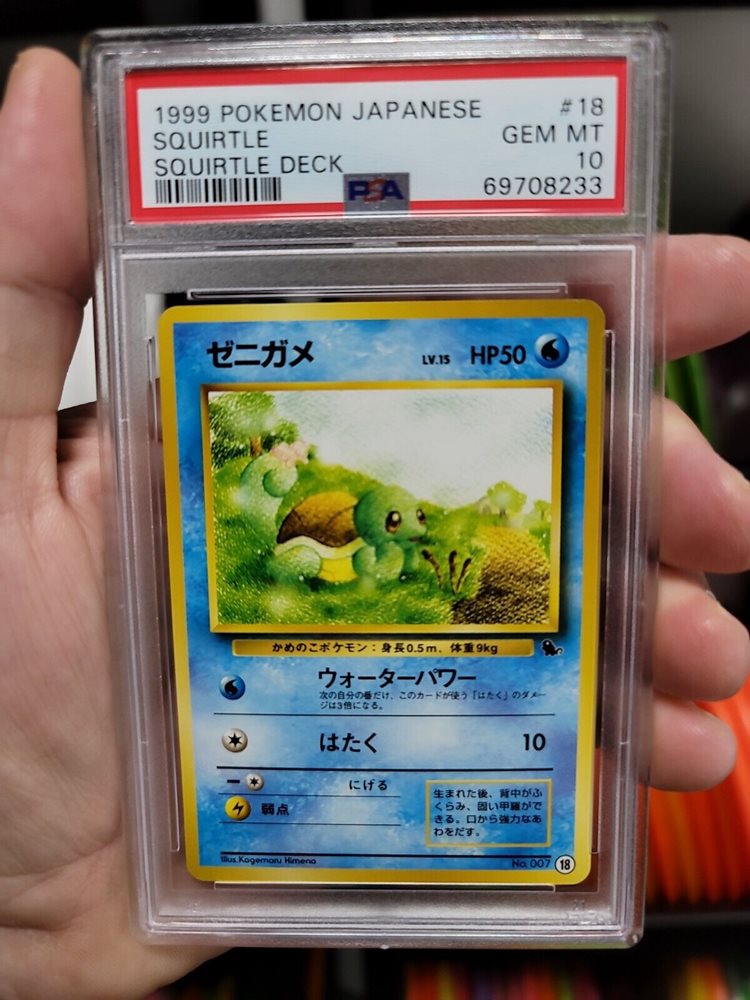 1999 POKEMON JAPANESE #18
SQUIRTLE GEM MT
SQUIRTLE DECK 10
PSA 69708233
ゼニガメ LV.15 HP50
かめのこポケモン：身長0.5m、体重9kg
ウォーターパワー
次の自分の番だけ、このカードが使う「はたく」のダメー
ジは3倍になる。
はたく 10
にげる
弱点
生まれた後、背中がふ
くらみ、固い甲羅がで
きる。口から強力なあ
わをだす。
Illus.Kagemaru Himeno No.007 18